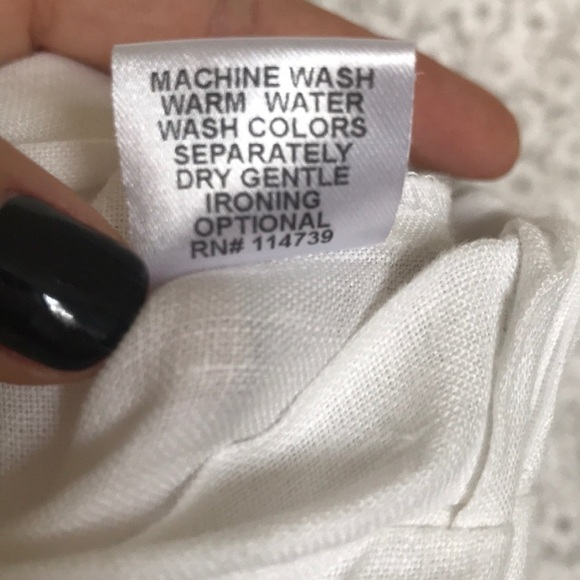 MACHINE WASH
WARM WATER
WASH COLORS
SEPARATELY
DRY GENTLE
IRONING
OPTIONAL
RN# 114739